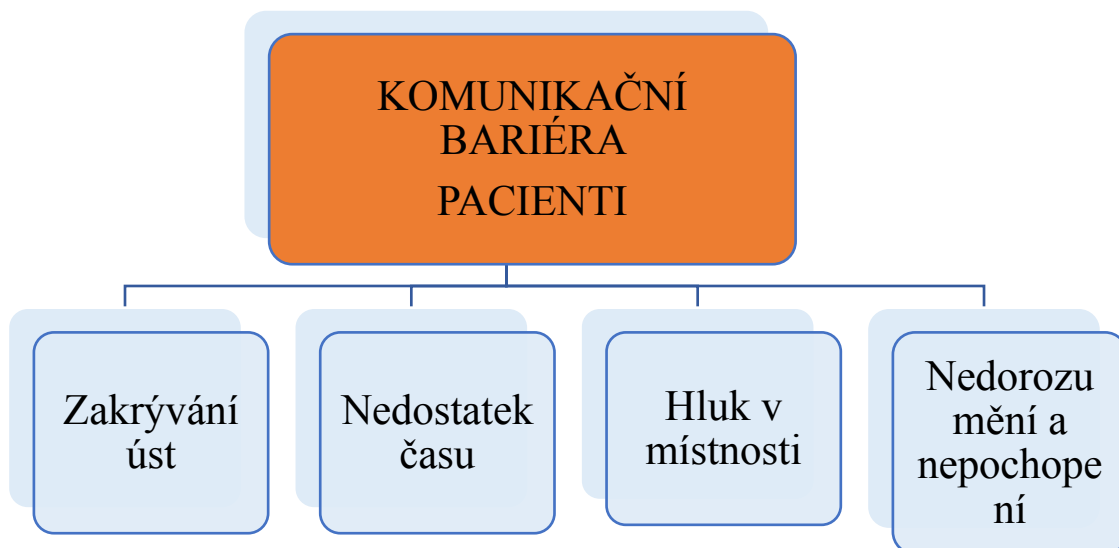 KOMUNIKAČNÍ
BARIÉRA
PACIENTI
Zakrývání
úst
Nedostatek
času
Hluk v
místnosti
Nedorozu
mění a
nepochope
ní